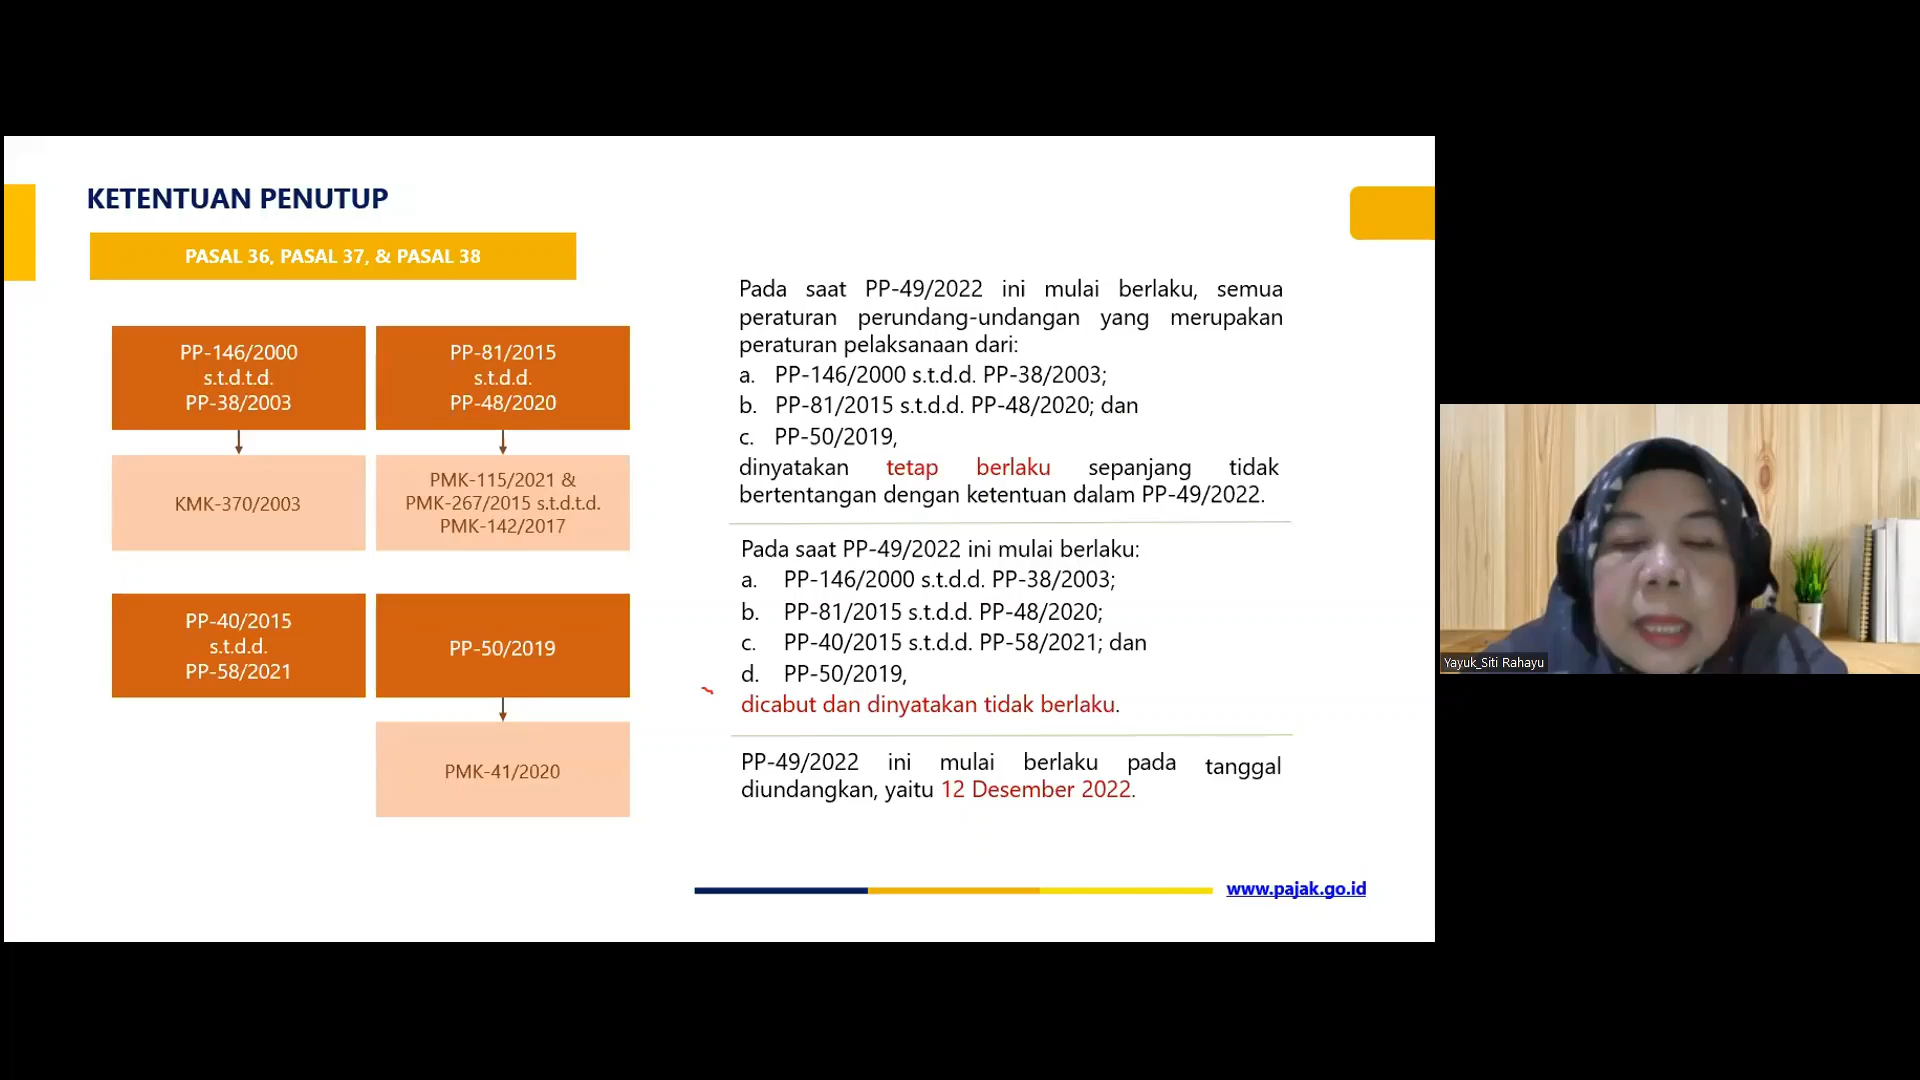 KETENTUAN PENUTUP
PASAL 36, PASAL 37, & PASAL 38
PP-146/2000
s.t.d.t.d.
PP-38/2003
PP-81/2015
s.t.d.d.
PP-48/2020
KMK-370/2003
PMK-115/2021 &
PMK-267/2015 s.t.d.t.d.
PMK-142/2017
PP-40/2015
s.t.d.d.
PP-58/2021
PP-50/2019
PMK-41/2020
Pada saat PP-49/2022 ini mulai berlaku, semua
peraturan perundang-undangan yang merupakan
peraturan pelaksanaan dari:
a. PP-146/2000 s.t.d.d. PP-38/2003;
b. PP-81/2015 s.t.d.d. PP-48/2020; dan
c. PP-50/2019,
dinyatakan tetap berlaku sepanjang tidak
bertentangan dengan ketentuan dalam PP-49/2022.
Pada saat PP-49/2022 ini mulai berlaku:
a. PP-146/2000 s.t.d.d. PP-38/2003;
b. PP-81/2015 s.t.d.d. PP-48/2020;
c. PP-40/2015 s.t.d.d. PP-58/2021; dan
d. PP-50/2019,
dicabut dan dinyatakan tidak berlaku.
PP-49/2022 ini mulai berlaku pada tanggal
diundangkan, yaitu 12 Desember 2022.
www.pajak.go.id
Yayuk_Siti Rahayu